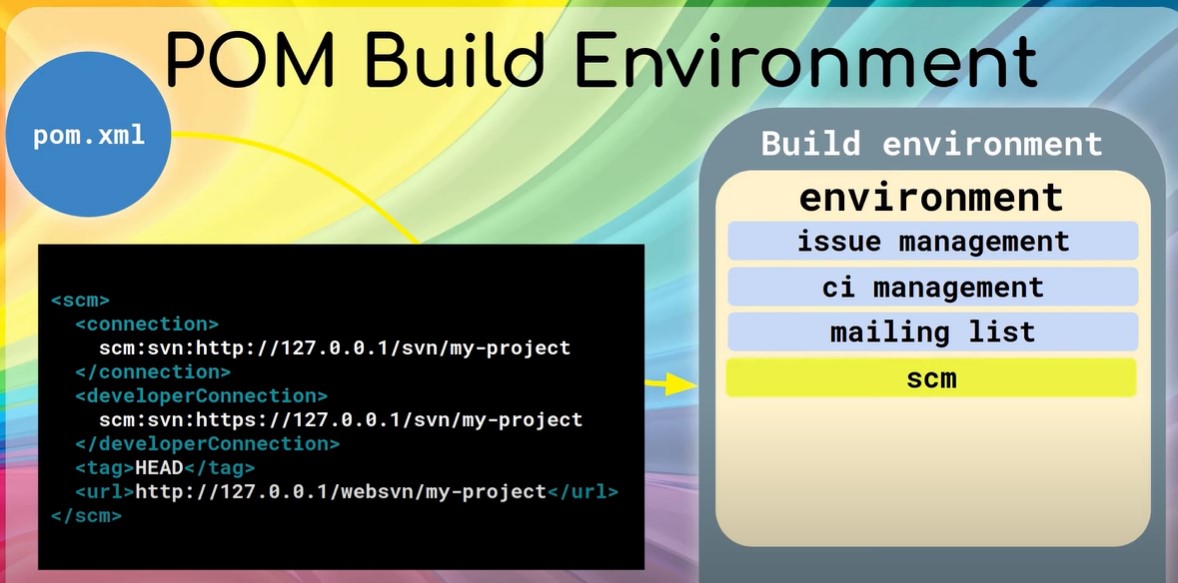 POM Build Environment
pom.xml
<scm>
  <connection>
    scm:svn:http://127.0.0.1/svn/my-project
  </connection>
  <developerConnection>
    scm:svn:https://127.0.0.1/svn/my-project
  </developerConnection>
  <tag>HEAD</tag>
  <url>http://127.0.0.1/websvn/my-project</url>
</scm>
Build environment
environment
issue management
ci management
mailing list
scm